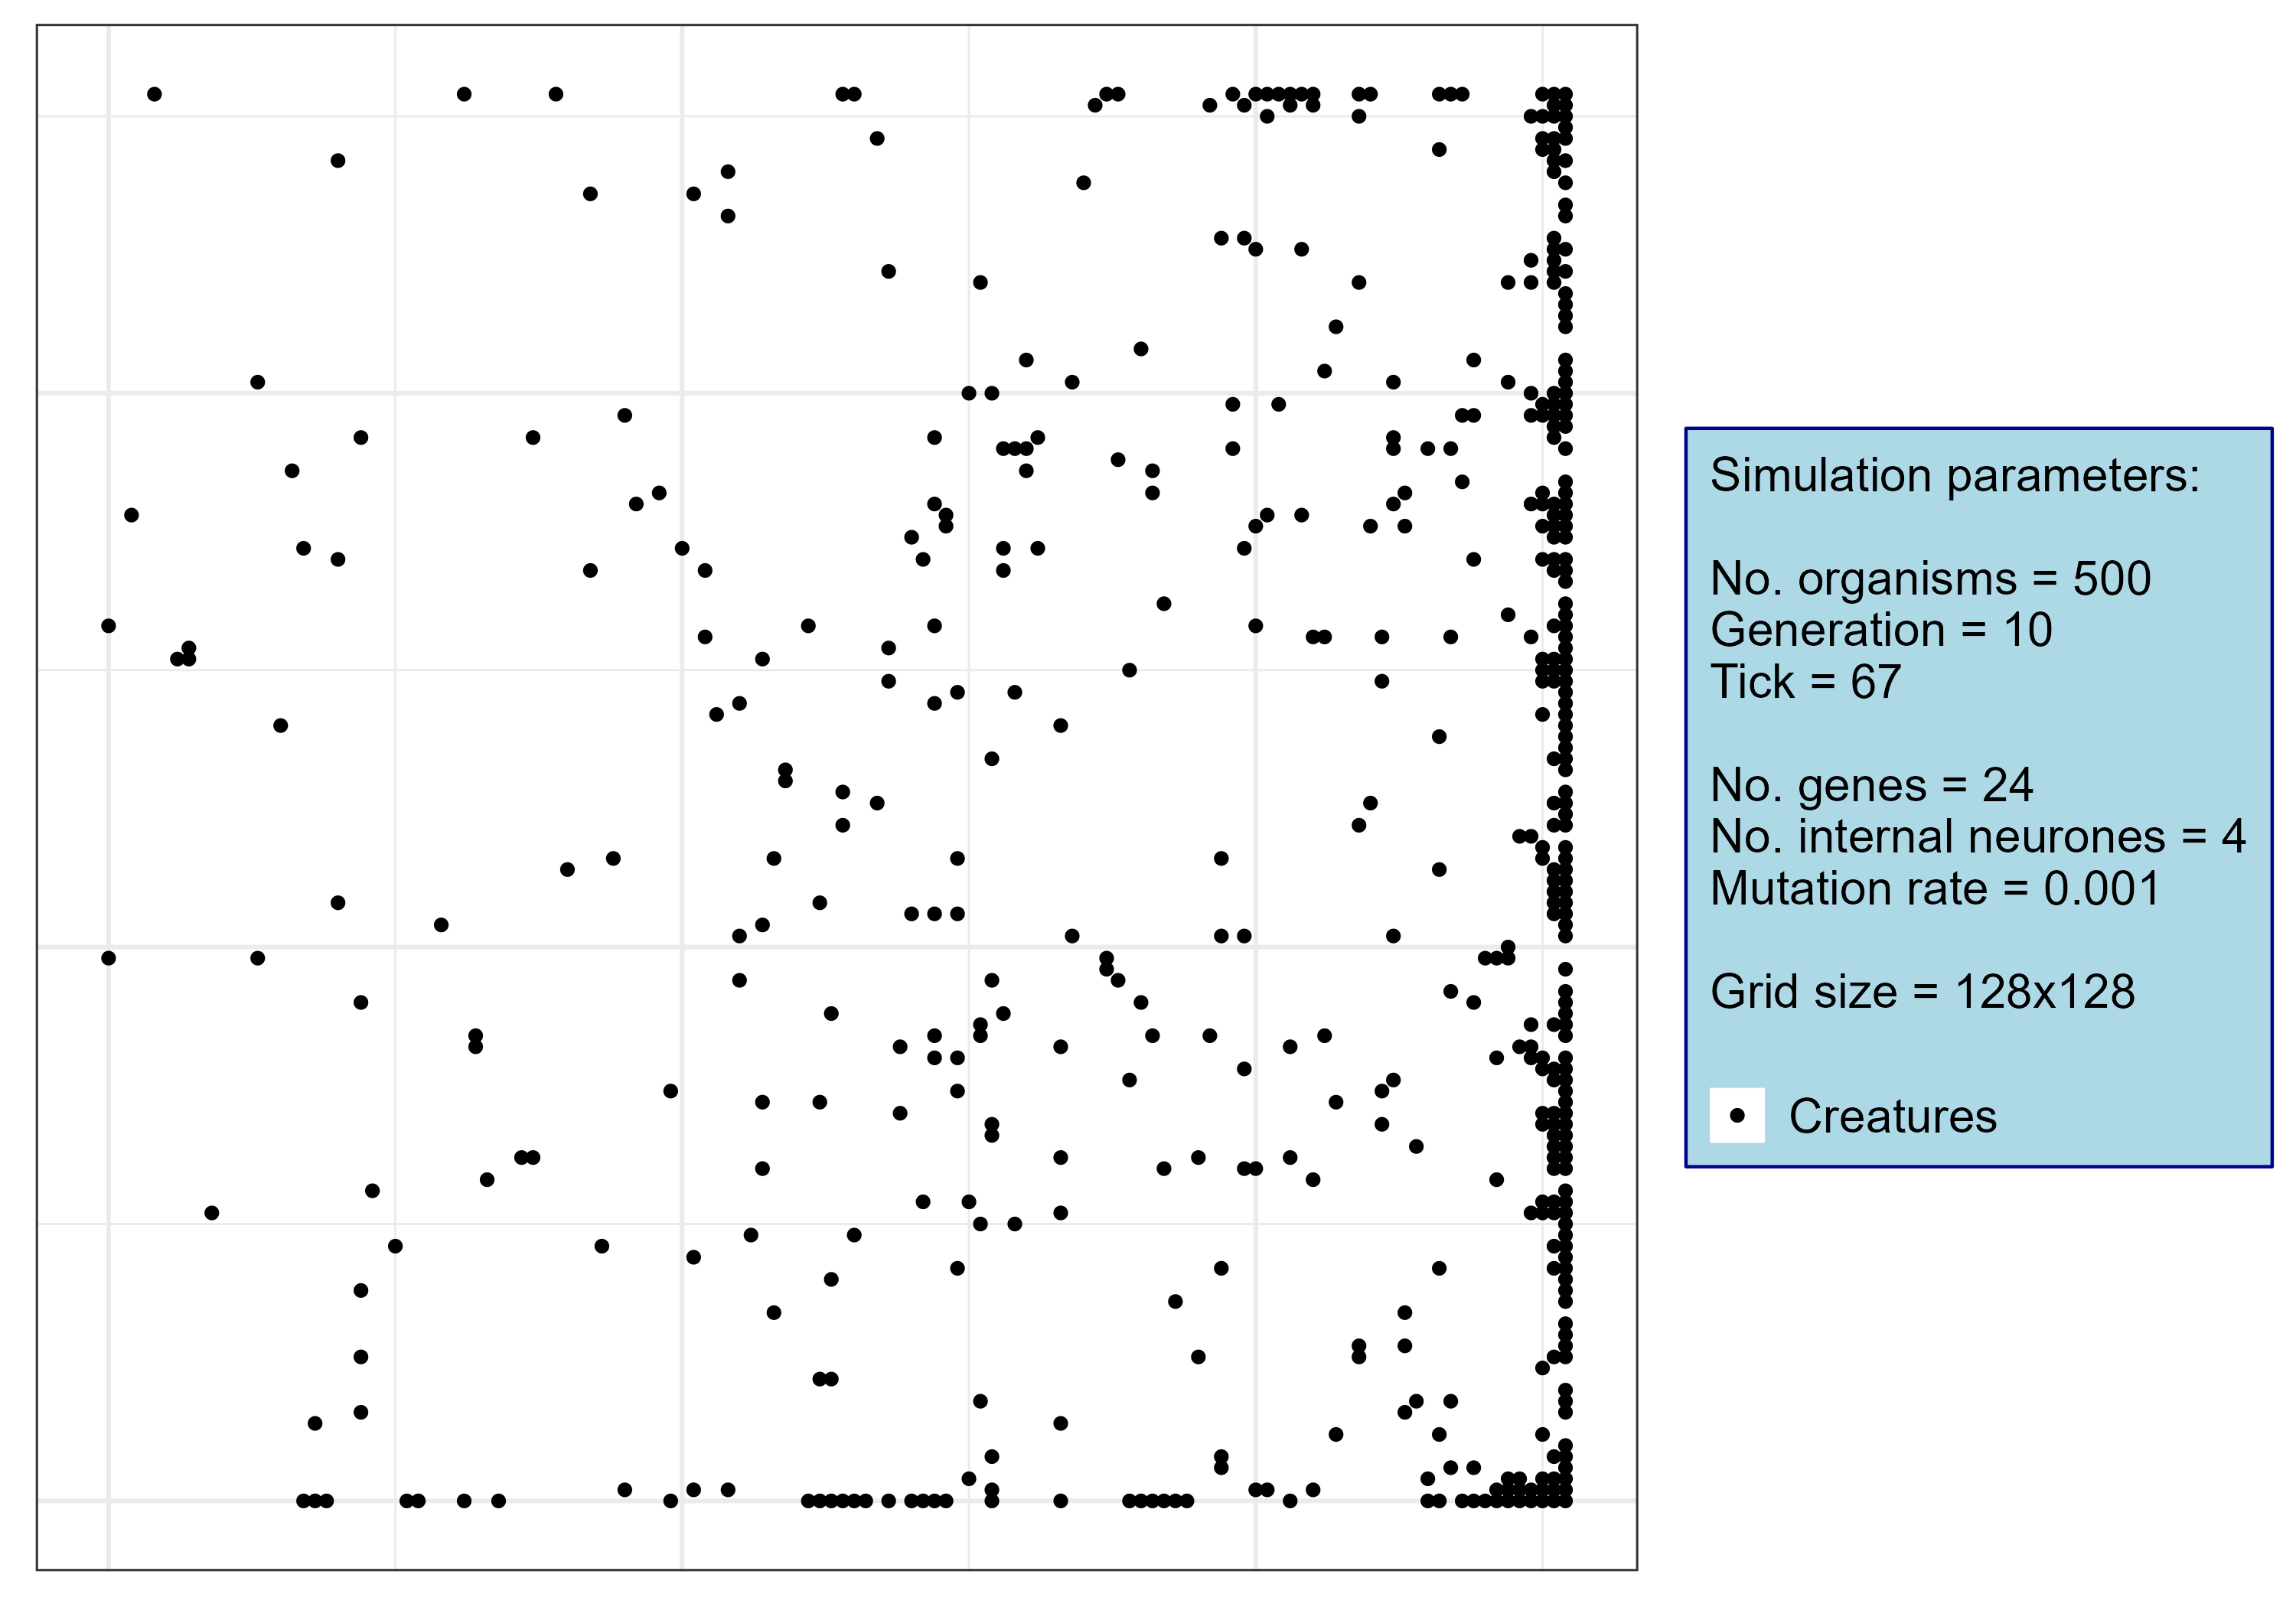 Simulation parameters:
No. organisms = 500
Generation = 10
Tick = 67
No. genes = 24
No. internal neurones = 4
Mutation rate = 0.001
Grid size = 128x128
Creatures